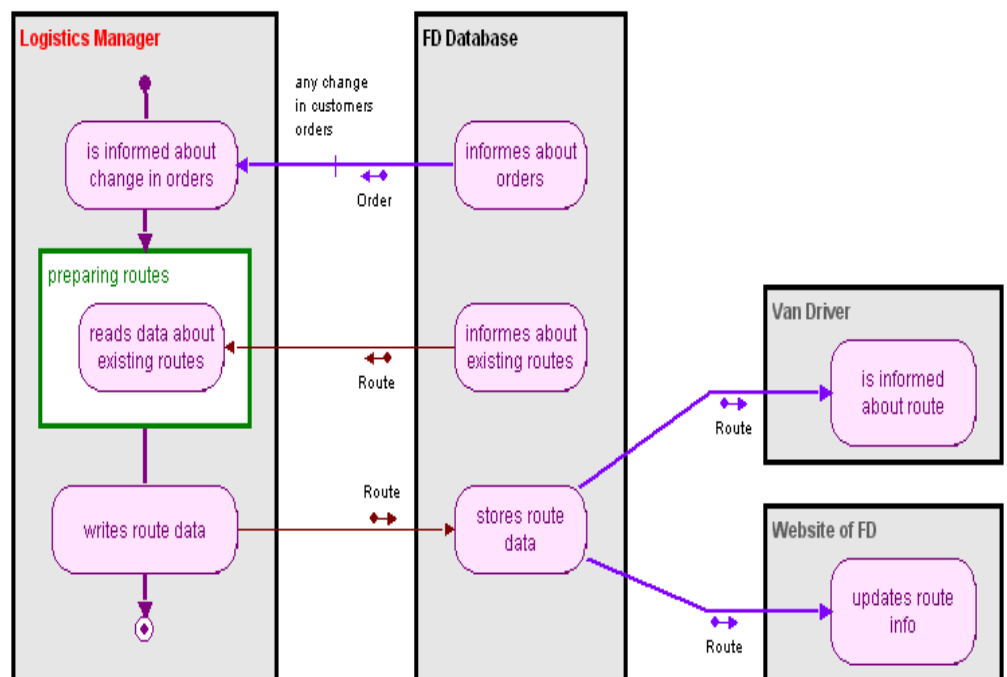 Logistics Manager
FD Database
any change
in customers
orders
is informed about
change in orders
Order
informes about
orders
preparing routes
reads data about
existing routes
Route
informes about
existing routes
Van Driver
is informed
about route
Route
writes route data
Route
stores route
data
Website of FD
updates route
info
Route